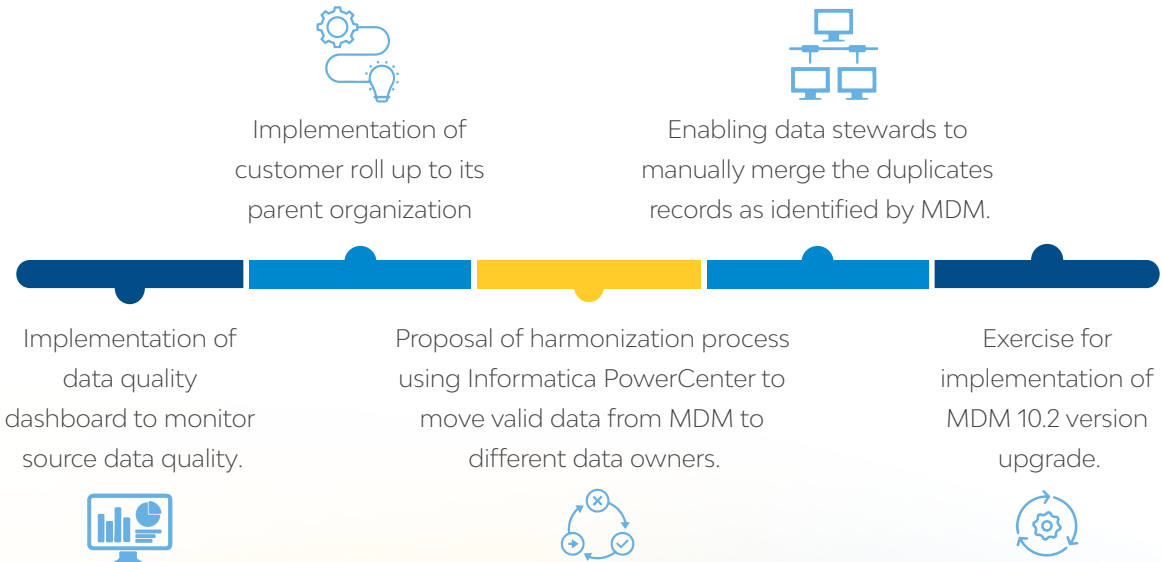 Implementation of
customer roll up to its
parent organization
Enabling data stewards to
manually merge the duplicates
records as identified by MDM.
Implementation of
data quality
dashboard to monitor
source data quality.
Proposal of harmonization process
using Informatica PowerCenter to
move valid data from MDM to
different data owners.
Exercise for
implementation of
MDM 10.2 version
upgrade.